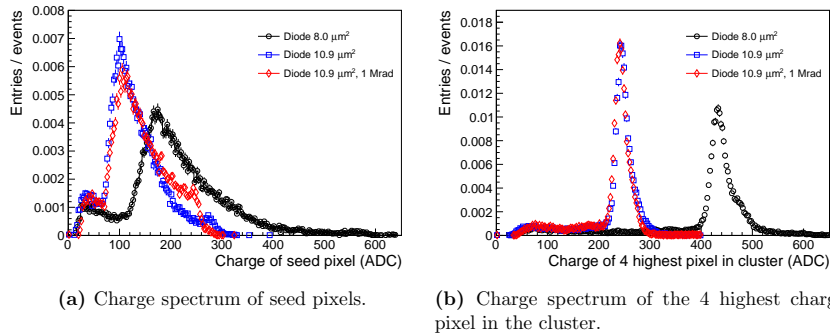 Entries / events
0.008
0.007
0.006
0.005
0.004
0.003
0.002
0.001
0
Diode 8.0 μm²
Diode 10.9 μm²
Diode 10.9 μm², 1 Mrad
0 100 200 300 400 500 600
Charge of seed pixel (ADC)
(a) Charge spectrum of seed pixels.
Entries / events
0.018
0.016
0.014
0.012
0.01
0.008
0.006
0.004
0.002
0
Diode 8.0 μm²
Diode 10.9 μm²
Diode 10.9 μm², 1 Mrad
0 100 200 300 400 500 600
Charge of 4 highest pixel in cluster (ADC)
(b) Charge spectrum of the 4 highest charg
pixel in the cluster.